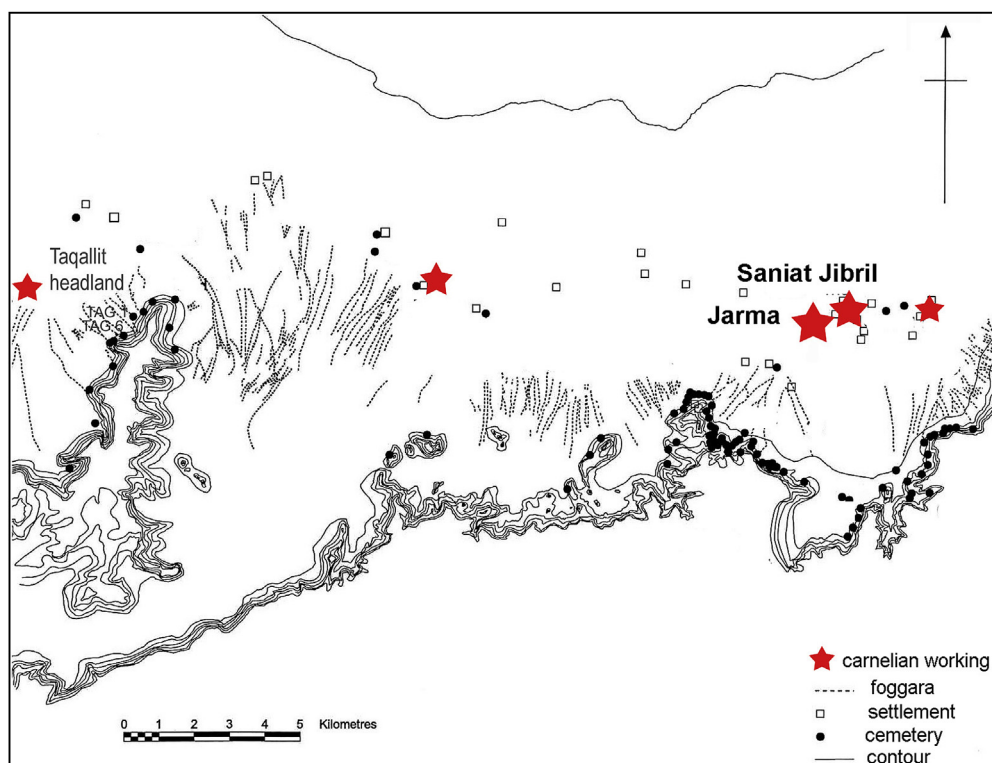 Taqallit
headland
TAG 1
TAG 6
Saniat Jibril
Jarma
carnelian working
foggara
settlement
cemetery
contour
0 1 2 3 4 5 Kilometres